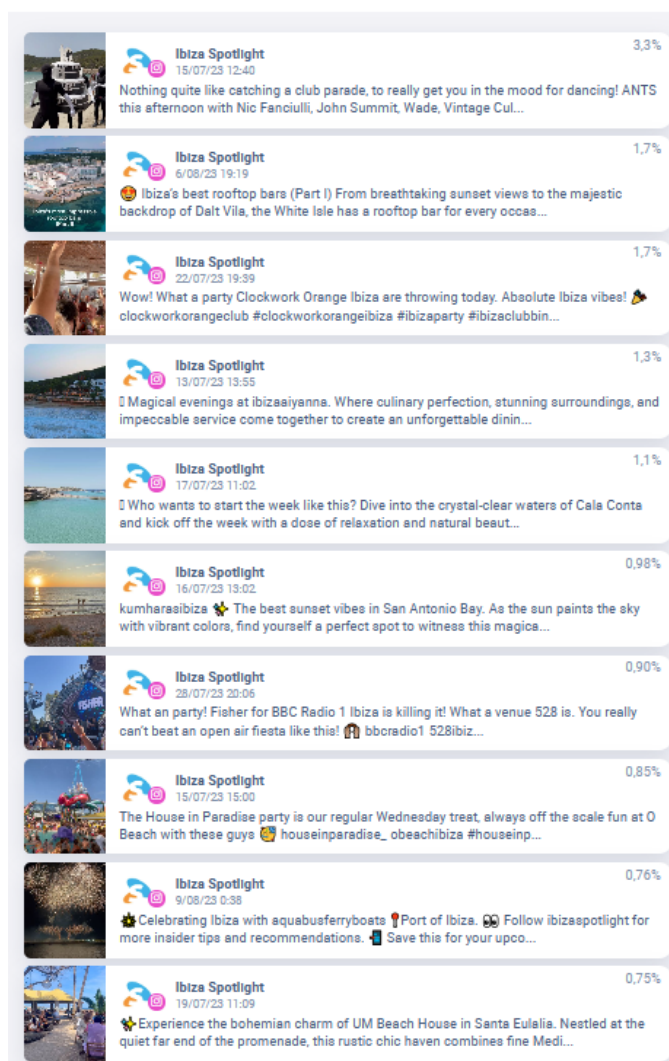 3,3%
Ibiza Spotlight
15/07/23 12:40
Nothing quite like catching a club parade, to really get you in the mood for dancing! ANTS
this afternoon with Nic Fanciulli, John Summit, Wade, Vintage Cul...
1,7%
Ibiza Spotlight
6/08/23 19:19
🤩 Ibiza's best rooftop bars (Part I) From breathtaking sunset views to the majestic
backdrop of Dalt Vila, the White Isle has a rooftop bar for every occas...
1,7%
Ibiza Spotlight
22/07/23 19:39
Wow! What a party Clockwork Orange Ibiza are throwing today. Absolute Ibiza vibes! 🎉
clockworkorangeclub #clockworkorangeibiza #ibizaparty #ibizaclubbin...
1,3%
Ibiza Spotlight
13/07/23 13:55
Magical evenings at ibizaaiyanna. Where culinary perfection, stunning surroundings, and
impeccable service come together to create an unforgettable dinin...
1,1%
Ibiza Spotlight
17/07/23 11:02
Who wants to start the week like this? Dive into the crystal-clear waters of Cala Conta
and kick off the week with a dose of relaxation and natural beaut...
0,98%
Ibiza Spotlight
16/07/23 13:02
kumharasibiza ✨ The best sunset vibes in San Antonio Bay. As the sun paints the sky
with vibrant colors, find yourself a perfect spot to witness this magica...
0,90%
FISHER
Ibiza Spotlight
28/07/23 20:06
What an party! Fisher for BBC Radio 1 Ibiza is killing it! What a venue 528 is. You really
can't beat an open air fiesta like this! bbcradio1 528ibiz...
0,85%
Ibiza Spotlight
15/07/23 15:00
The House in Paradise party is our regular Wednesday treat, always off the scale fun at O
Beach with these guys 🥳 houseinparadise_ obeachibiza #houseinp...
0,76%
Ibiza Spotlight
9/08/23 0:38
Celebrating Ibiza with aquabusferryboats 📍Port of Ibiza. 👀 Follow ibizaspotlight for
more insider tips and recommendations. 📲 Save this for your upco...
0,75%
Ibiza Spotlight
19/07/23 11:09
✨Experience the bohemian charm of UM Beach House in Santa Eulalia. Nestled at the
quiet far end of the promenade, this rustic chic haven combines fine Medi...